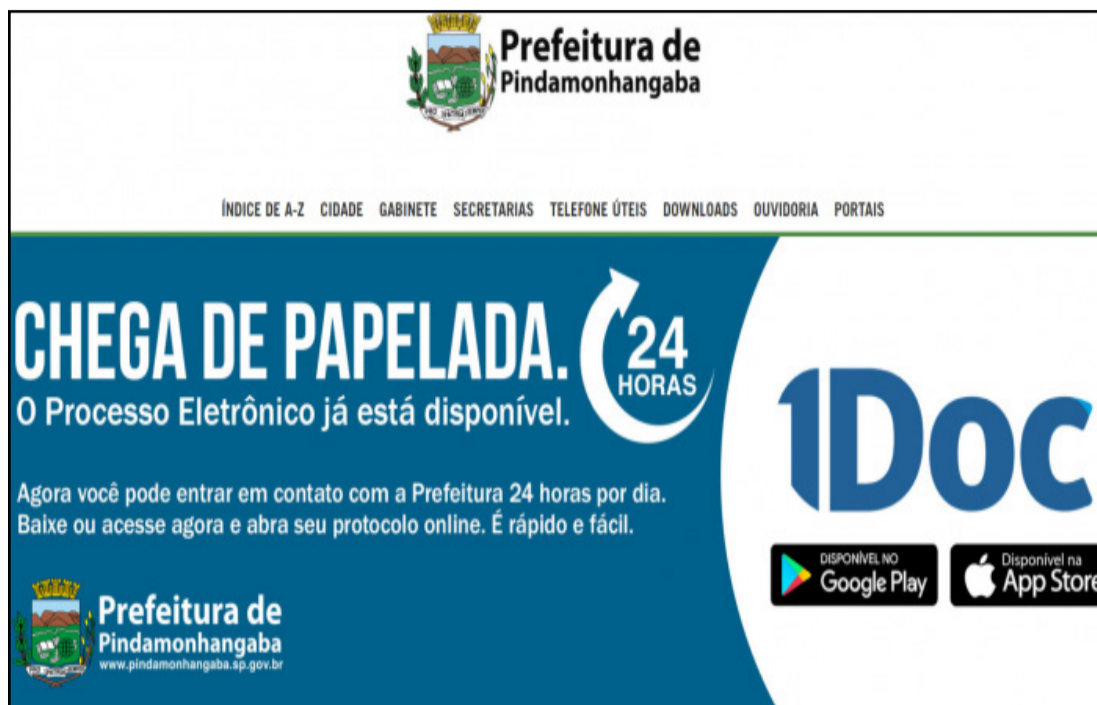 Prefeitura de
Pindamonhangaba
ÍNDICE DE A-Z CIDADE GABINETE SECRETARIAS TELEFONE ÚTEIS DOWNLOADS OUVIDORIA PORTAIS
CHEGA DE PAPELADA.
24
HORAS
O Processo Eletrônico já está disponível.
Agora você pode entrar em contato com a Prefeitura 24 horas por dia.
Baixe ou acesse agora e abra seu protocolo online. É rápido e fácil.
1Doc
DISPONÍVEL NO
Google Play
Disponível na
App Store
Prefeitura de
Pindamonhangaba
www.pindamonhangaba.sp.gov.br